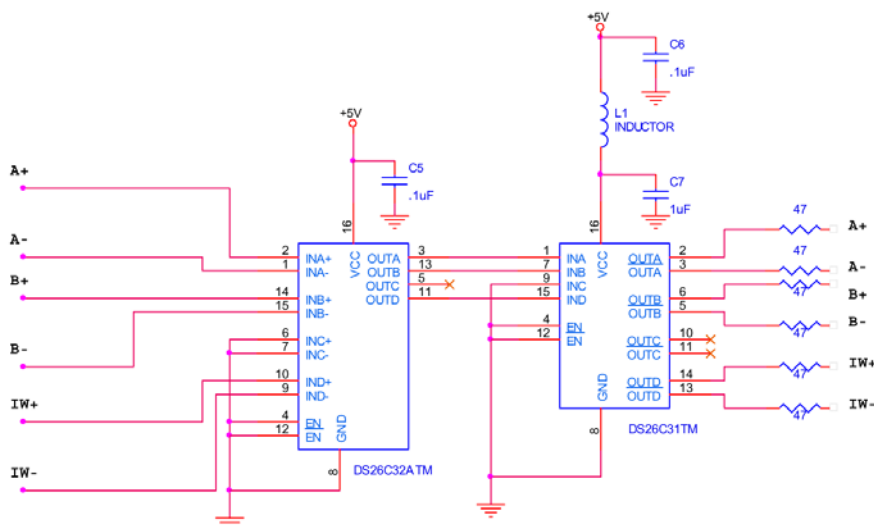 +5V
C6
.1uF
L1
INDUCTOR
+5V
C5
.1uF
C7
1uF
A+
A-
B+
B-
IW+
IW-
16
2 INA+
1 INA-
14 INB+
15 INB-
6 INC+
7 INC-
10 IND+
9 IND-
4 EN
12 EN
VCC
GND
8
OUTA 3
OUTB 13
OUTC 5
OUTD 11
DS26C32ATM
16
1 INA
7 INB
9 INC
15 IND
4 EN
12 EN
VCC
GND
8
OUTA 2
OUTA 3
OUTB 6
OUTB 5
OUTC 10
OUTC 11
OUTD 14
OUTD 13
DS26C31TM
47 A+
47 A-
47 B+
47 B-
47 IW+
47 IW-